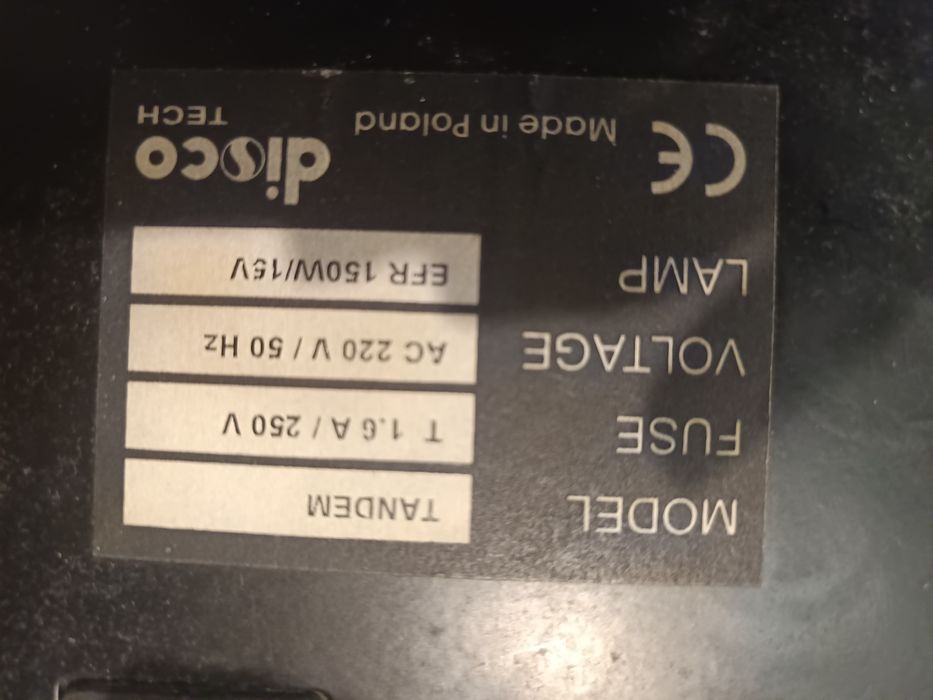 MODEL TANDEM
FUSE T 1.6 A / 250 V
VOLTAGE AC 220 V / 50 Hz
LAMP EFR 150W/15V
CE Made in Poland disco
TECH